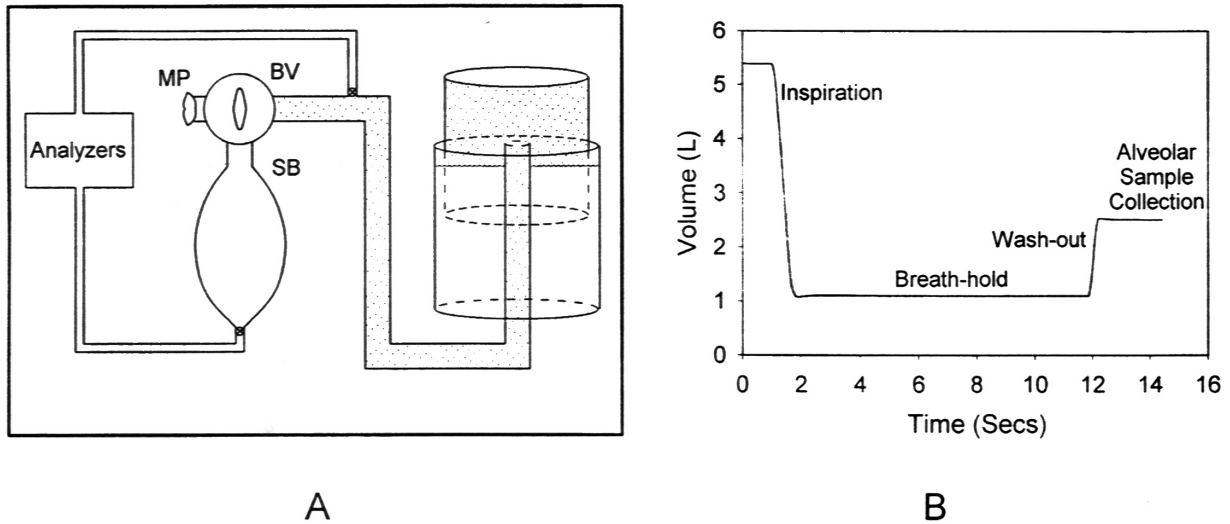 MP
BV
Analyzers
SB
A
6
5
4
3
2
1
0
Volume (L)
Inspiration
Alveolar
Sample
Collection
Wash-out
Breath-hold
0 2 4 6 8 10 12 14 16
Time (Secs)
B